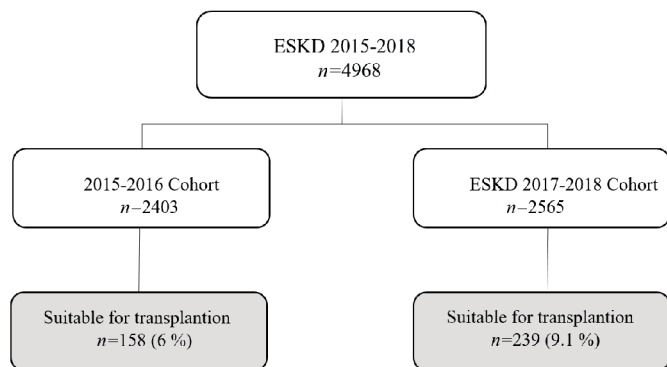 ESKD 2015-2018
n=4968
2015-2016 Cohort
n–2403
ESKD 2017-2018 Cohort
n–2565
Suitable for transplantion
n=158 (6 %)
Suitable for transplantion
n=239 (9.1 %)